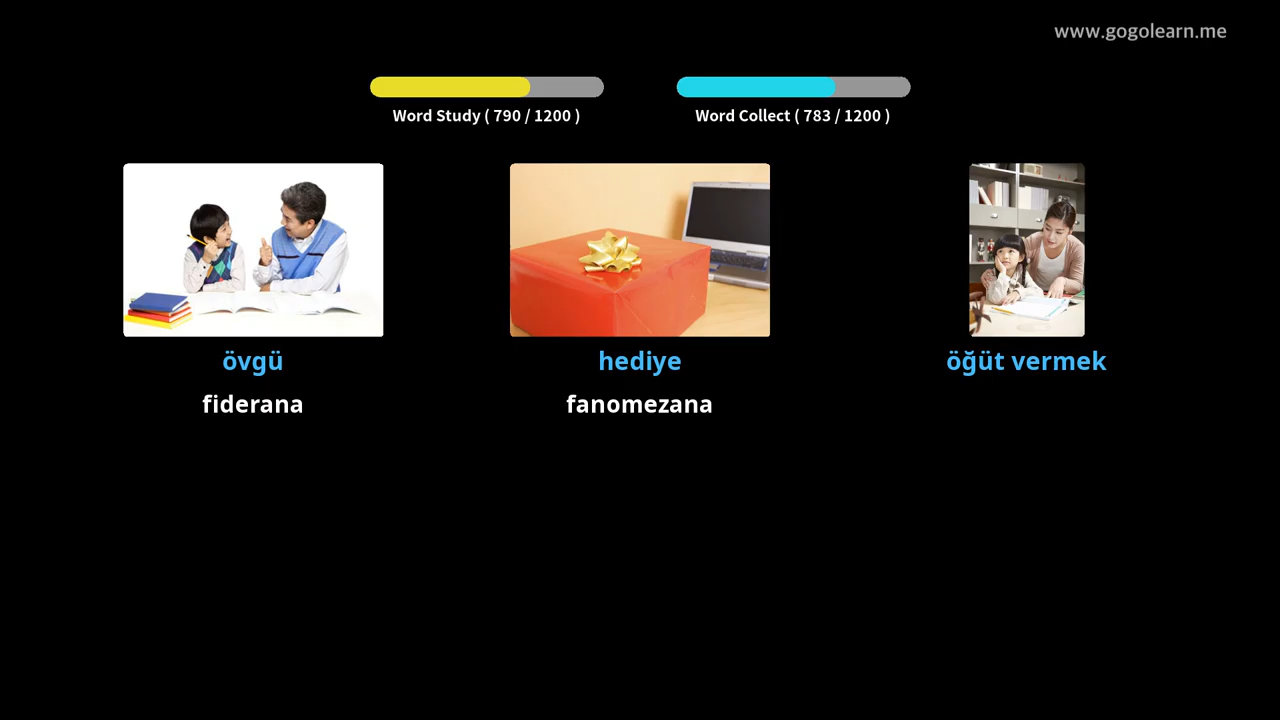 www.gogolearn.me
Word Study ( 790 / 1200 )
Word Collect ( 783 / 1200 )
övgü
hediye
öğüt vermek
fiderana
fanomezana